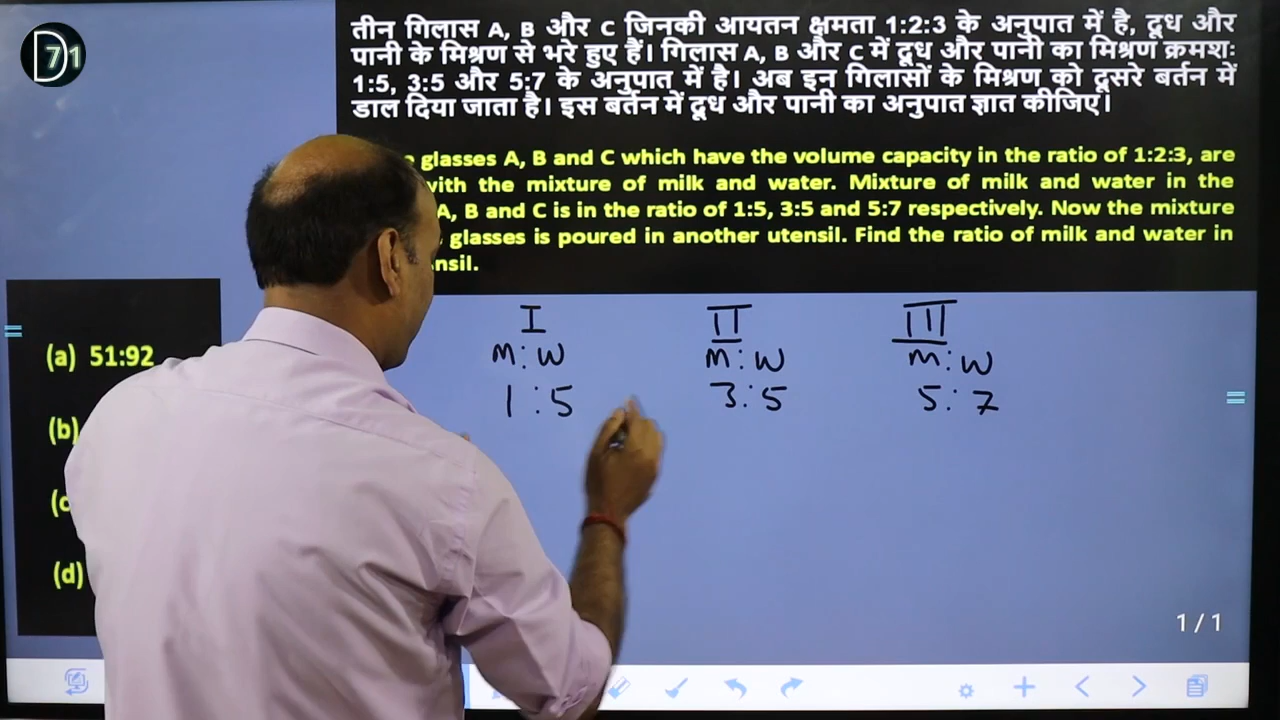 D 71
तीन गिलास A, B और C जिनकी आयतन क्षमता 1:2:3 के अनुपात में है, दूध और
पानी के मिश्रण से भरे हुए हैं। गिलास A, B और C में दूध और पानी का मिश्रण क्रमशः
1:5, 3:5 और 5:7 के अनुपात में है। अब इन गिलासों के मिश्रण को दूसरे बर्तन में
डाल दिया जाता है। इस बर्तन में दूध और पानी का अनुपात ज्ञात कीजिए।
glasses A, B and C which have the volume capacity in the ratio of 1:2:3, are
with the mixture of milk and water. Mixture of milk and water in the
A, B and C is in the ratio of 1:5, 3:5 and 5:7 respectively. Now the mixture
glasses is poured in another utensil. Find the ratio of milk and water in
I II III
M:W M:W M:W
1:5 3:5 5:7
(a) 51:92
(b)
(d)
1/1